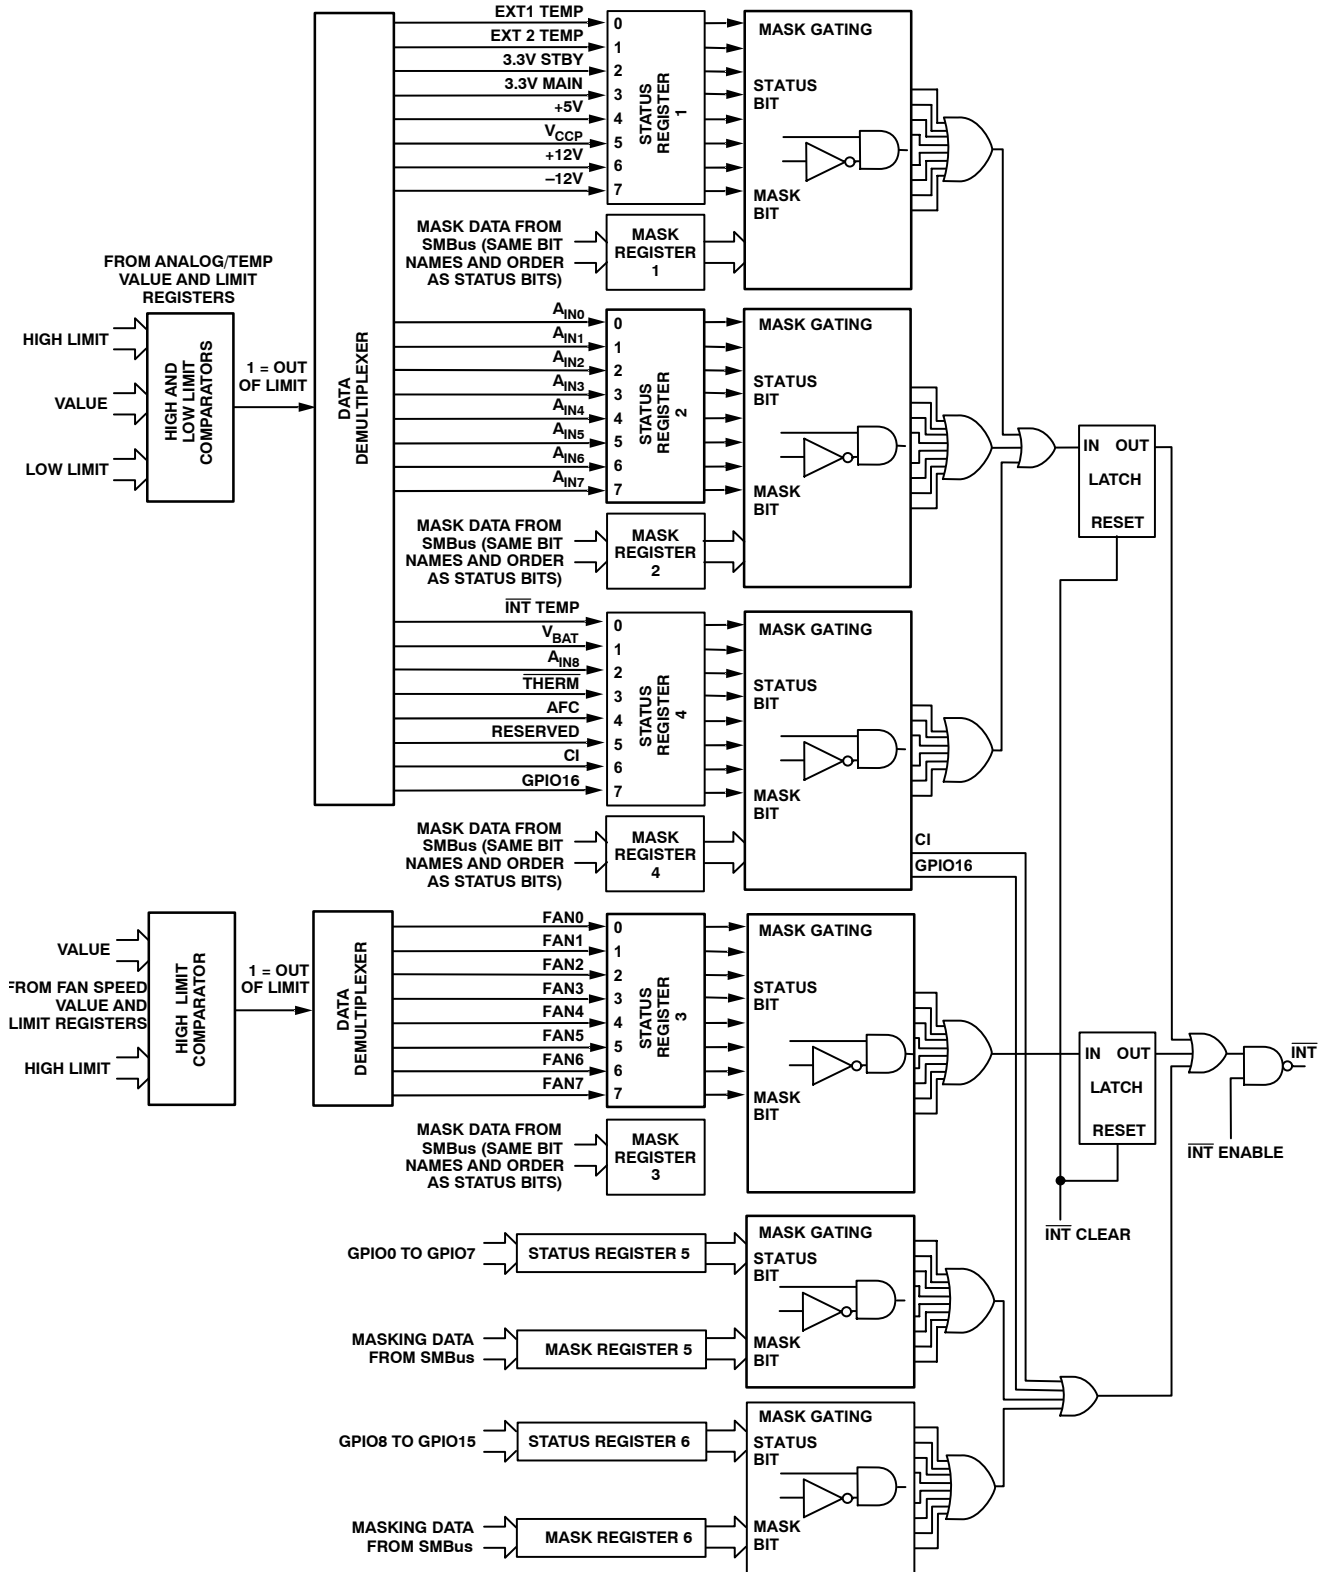 EXT1 TEMP
EXT 2 TEMP
3.3V STBY
3.3V MAIN
+5V
VCCP
+12V
–12V
0
1
2
3
4
5
6
7
STATUS
REGISTER
1
MASK GATING
STATUS
BIT
MASK
BIT
MASK DATA FROM
SMBus (SAME BIT
NAMES AND ORDER
AS STATUS BITS)
MASK
REGISTER
1
FROM ANALOG/TEMP
VALUE AND LIMIT
REGISTERS
HIGH LIMIT
VALUE
LOW LIMIT
HIGH AND
LOW LIMIT
COMPARATORS
1 = OUT
OF LIMIT
DATA
DEMULTIPLEXER
AIN0
AIN1
AIN2
AIN3
AIN4
AIN5
AIN6
AIN7
0
1
2
3
4
5
6
7
STATUS
REGISTER
2
MASK GATING
STATUS
BIT
MASK
BIT
MASK DATA FROM
SMBus (SAME BIT
NAMES AND ORDER
AS STATUS BITS)
MASK
REGISTER
2
IN OUT
LATCH
RESET
INT TEMP
VBAT
AIN8
THERM
AFC
RESERVED
CI
GPIO16
0
1
2
3
4
5
6
7
STATUS
REGISTER
4
MASK GATING
STATUS
BIT
MASK
BIT
MASK DATA FROM
SMBus (SAME BIT
NAMES AND ORDER
AS STATUS BITS)
MASK
REGISTER
4
CI
GPIO16
VALUE
FROM FAN SPEED
VALUE AND
LIMIT REGISTERS
HIGH LIMIT
HIGH LIMIT
COMPARATOR
1 = OUT
OF LIMIT
DATA
DEMULTIPLEXER
FAN0
FAN1
FAN2
FAN3
FAN4
FAN5
FAN6
FAN7
0
1
2
3
4
5
6
7
STATUS
REGISTER
3
MASK GATING
STATUS
BIT
MASK
BIT
MASK DATA FROM
SMBus (SAME BIT
NAMES AND ORDER
AS STATUS BITS)
MASK
REGISTER
3
IN OUT
LATCH
RESET
INT
INT ENABLE
INT CLEAR
GPIO0 TO GPIO7
STATUS REGISTER 5
MASKING DATA
FROM SMBus
MASK REGISTER 5
MASK GATING
STATUS
BIT
MASK
BIT
GPIO8 TO GPIO15
STATUS REGISTER 6
MASKING DATA
FROM SMBus
MASK REGISTER 6
MASK GATING
STATUS
BIT
MASK
BIT